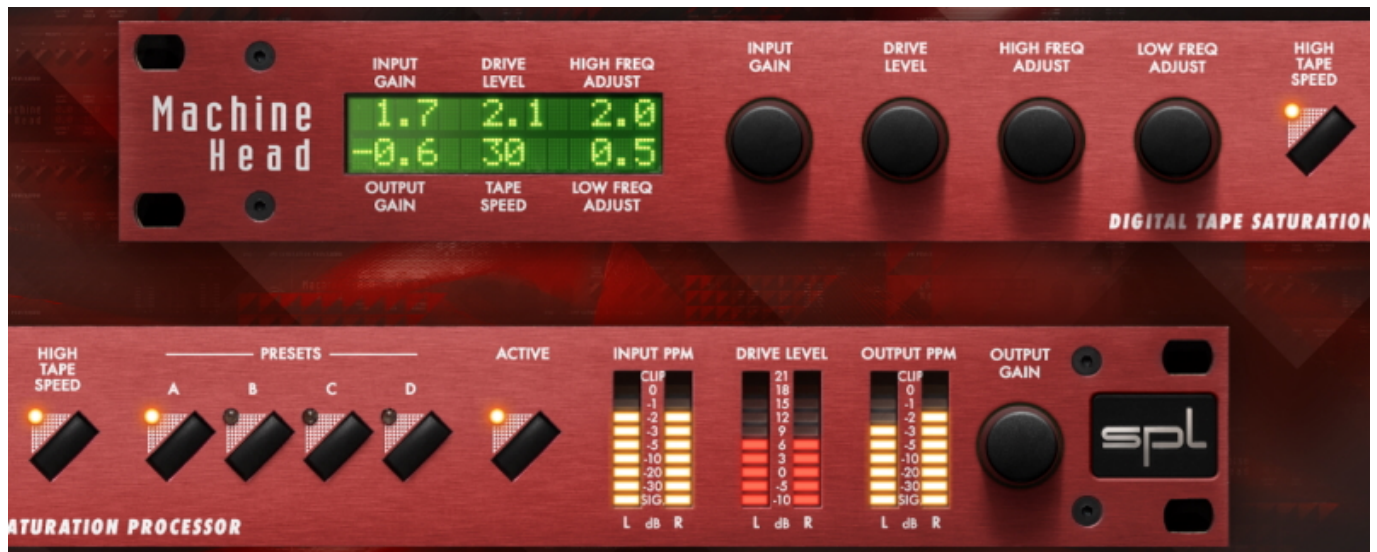 INPUT GAIN
DRIVE LEVEL
HIGH FREQ ADJUST
1.7 2.1 2.0
-0.6 30 0.5
OUTPUT GAIN
TAPE SPEED
LOW FREQ ADJUST
Machine
Head
INPUT GAIN
DRIVE LEVEL
HIGH FREQ ADJUST
LOW FREQ ADJUST
HIGH TAPE SPEED
DIGITAL TAPE SATURATION
HIGH TAPE SPEED
PRESETS
A B C D
ACTIVE
INPUT PPM
CLIP
0
-1
-2
-3
-5
-10
-20
-30
SIG.
L dB R
DRIVE LEVEL
21
18
15
12
9
6
3
0
-5
-10
L dB R
OUTPUT PPM
CLIP
0
-1
-2
-3
-5
-10
-20
-30
SIG.
L dB R
OUTPUT GAIN
spl
ATURATION PROCESSOR